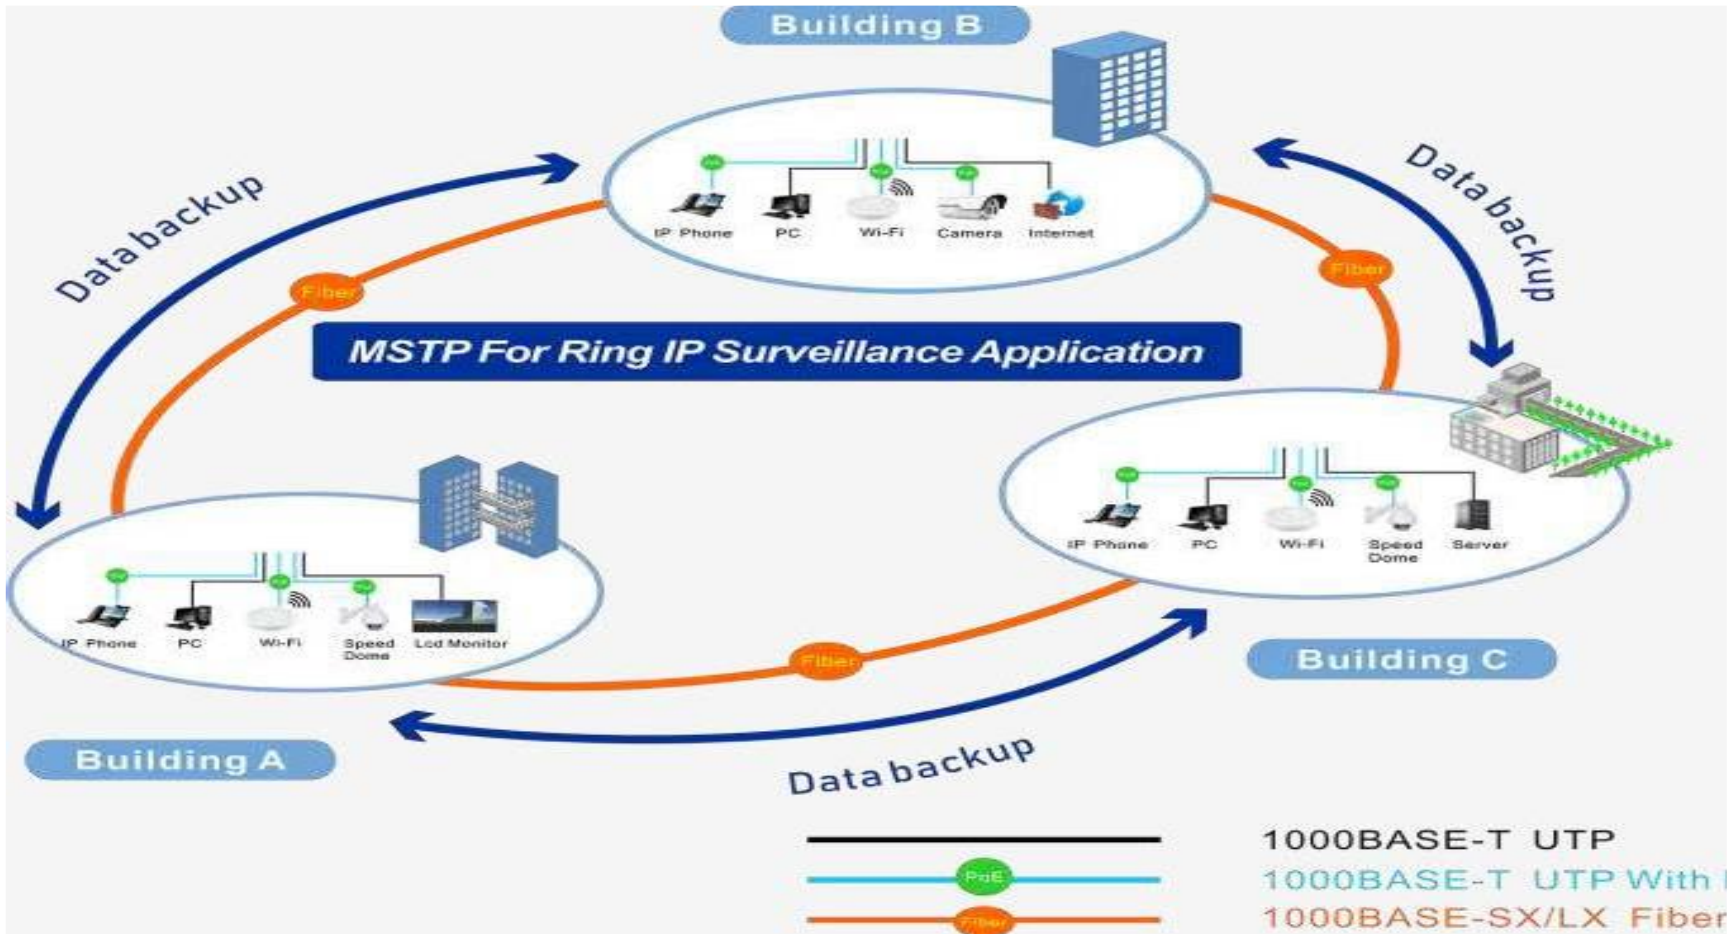 Building B
Data backup
Data backup
IP Phone PC Wi-Fi Camera Internet
Fiber
Fiber
MSTP For Ring IP Surveillance Application
IP Phone PC Wi-Fi Speed Dome Server
IP Phone PC Wi-Fi Speed Dome Lcd Monitor
Fiber
Building C
Building A
Data backup
1000BASE-T UTP
PoE
1000BASE-T UTP With
Fiber
1000BASE-SX/LX Fiber